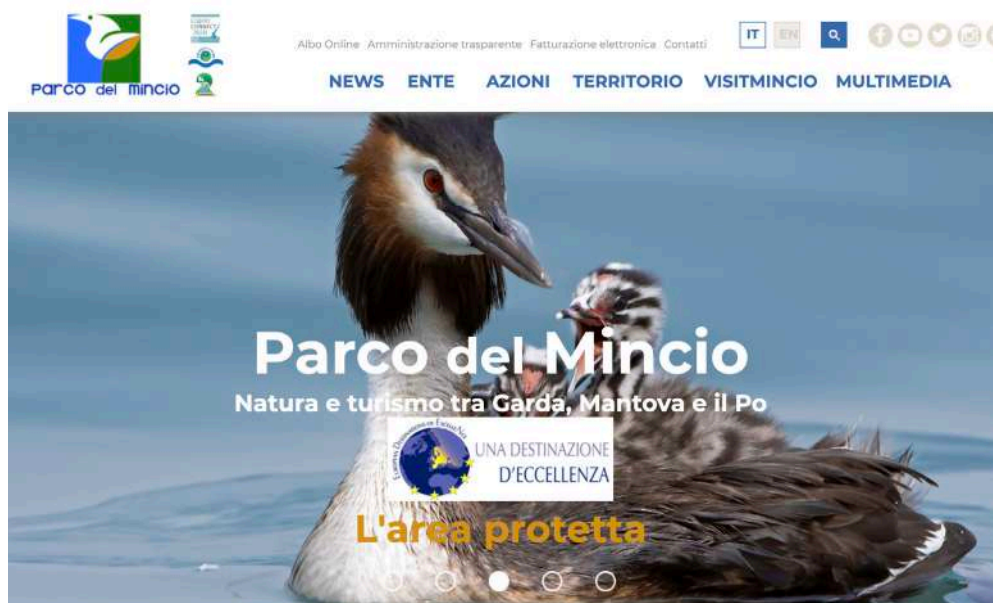 Parco del Mincio
Albo Online Amministrazione trasparente Fatturazione elettronica Contatti
IT EN
NEWS ENTE AZIONI TERRITORIO VISITMINCIO MULTIMEDIA
Parco del Mincio
Natura e turismo tra Garda, Mantova e il Po
UNA DESTINAZIONE
D'ECCELLENZA
L'area protetta